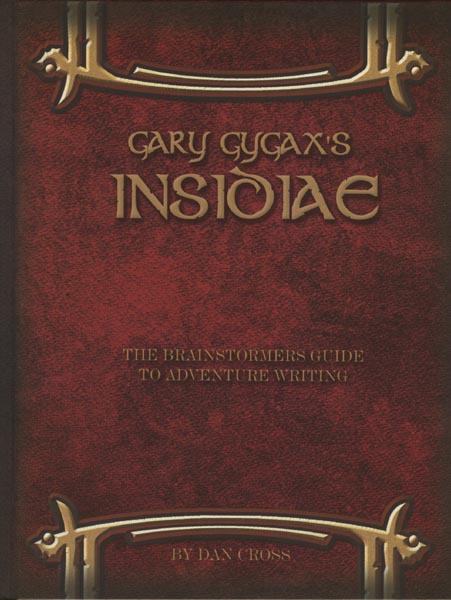 GARY GYGAX'S
INSIDIAE
THE BRAINSTORMERS GUIDE
TO ADVENTURE WRITING
BY DAN CROSS